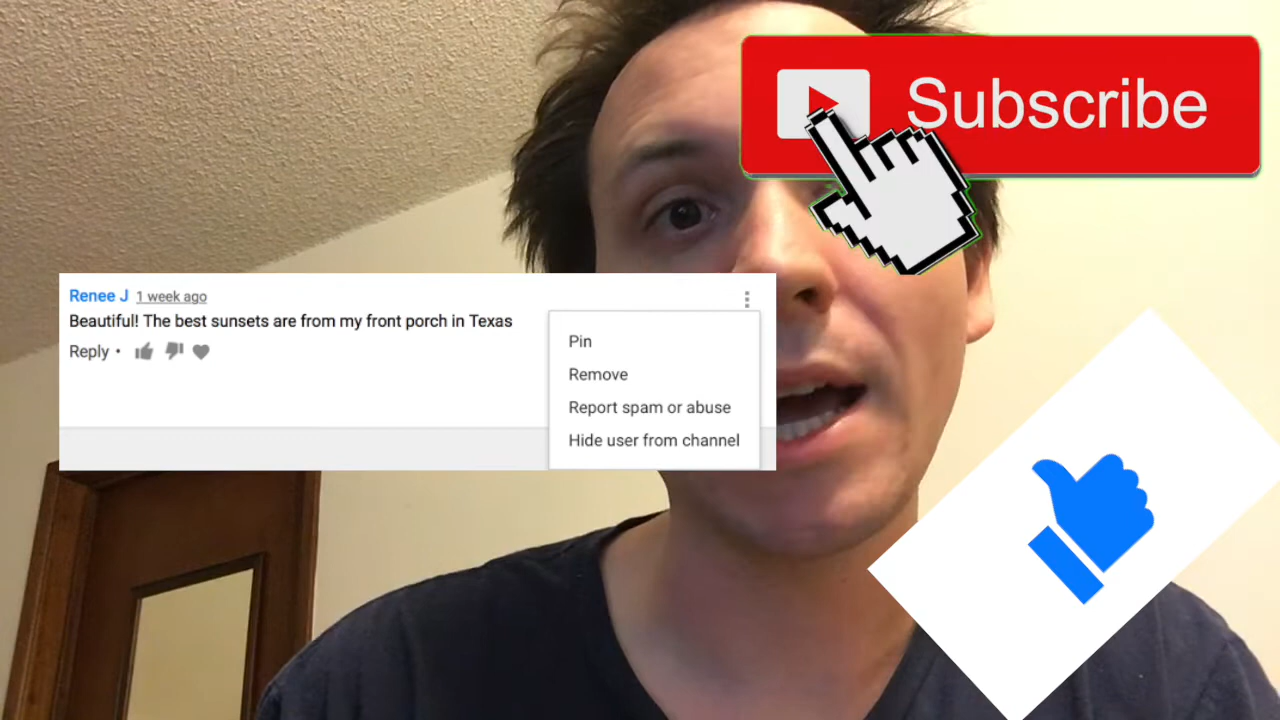 Subscribe
Renee J 1 week ago
Beautiful! The best sunsets are from my front porch in Texas
Reply •
Pin
Remove
Report spam or abuse
Hide user from channel